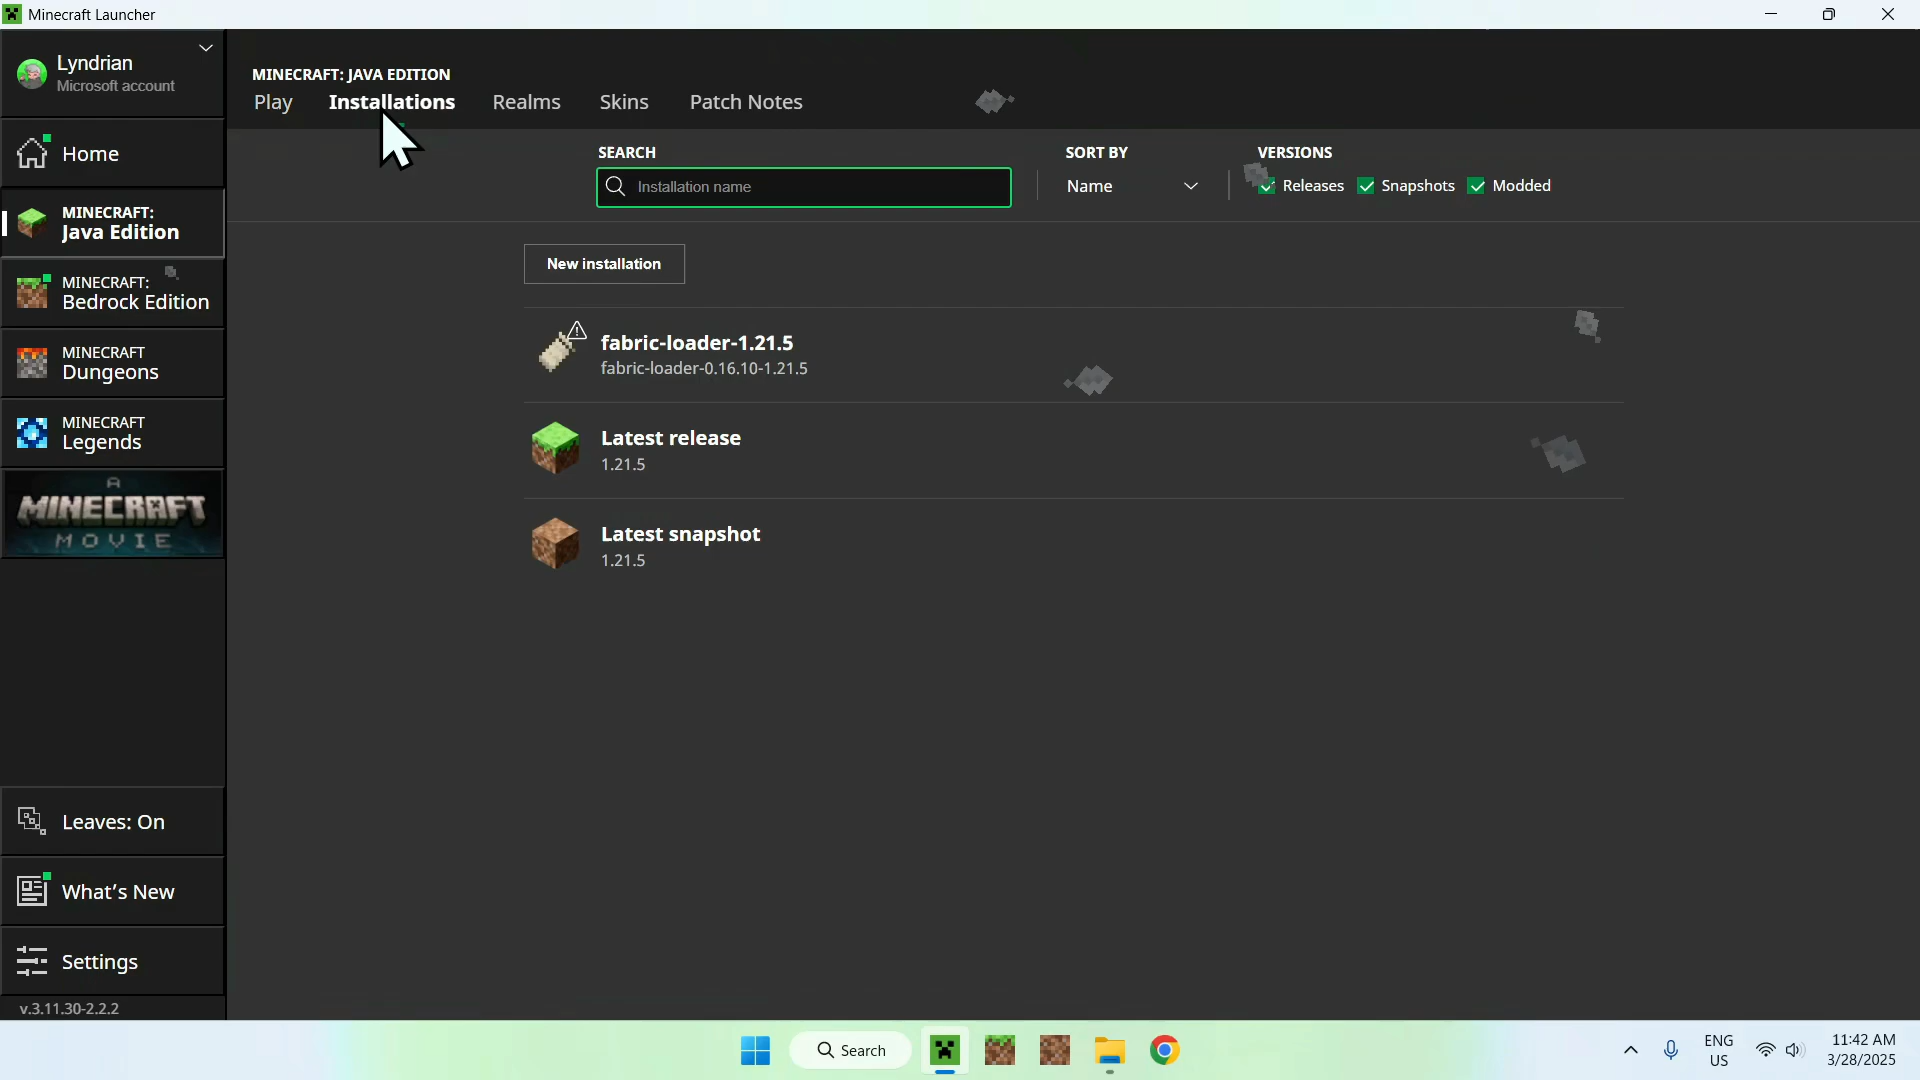 Minecraft Launcher
Lyndrian
Microsoft account
Home
MINECRAFT:
Java Edition
MINECRAFT:
Bedrock Edition
MINECRAFT
Dungeons
MINECRAFT
Legends
A
MINECRAFT
MOVIE
Leaves: On
What's New
Settings
v.3.11.30-2.2.2
MINECRAFT: JAVA EDITION
Play Installations Realms Skins Patch Notes
SEARCH
Installation name
SORT BY
Name
VERSIONS
Releases Snapshots Modded
New installation
fabric-loader-1.21.5
fabric-loader-0.16.10-1.21.5
Latest release
1.21.5
Latest snapshot
1.21.5
Search
ENG
US
11:42 AM
3/28/2025